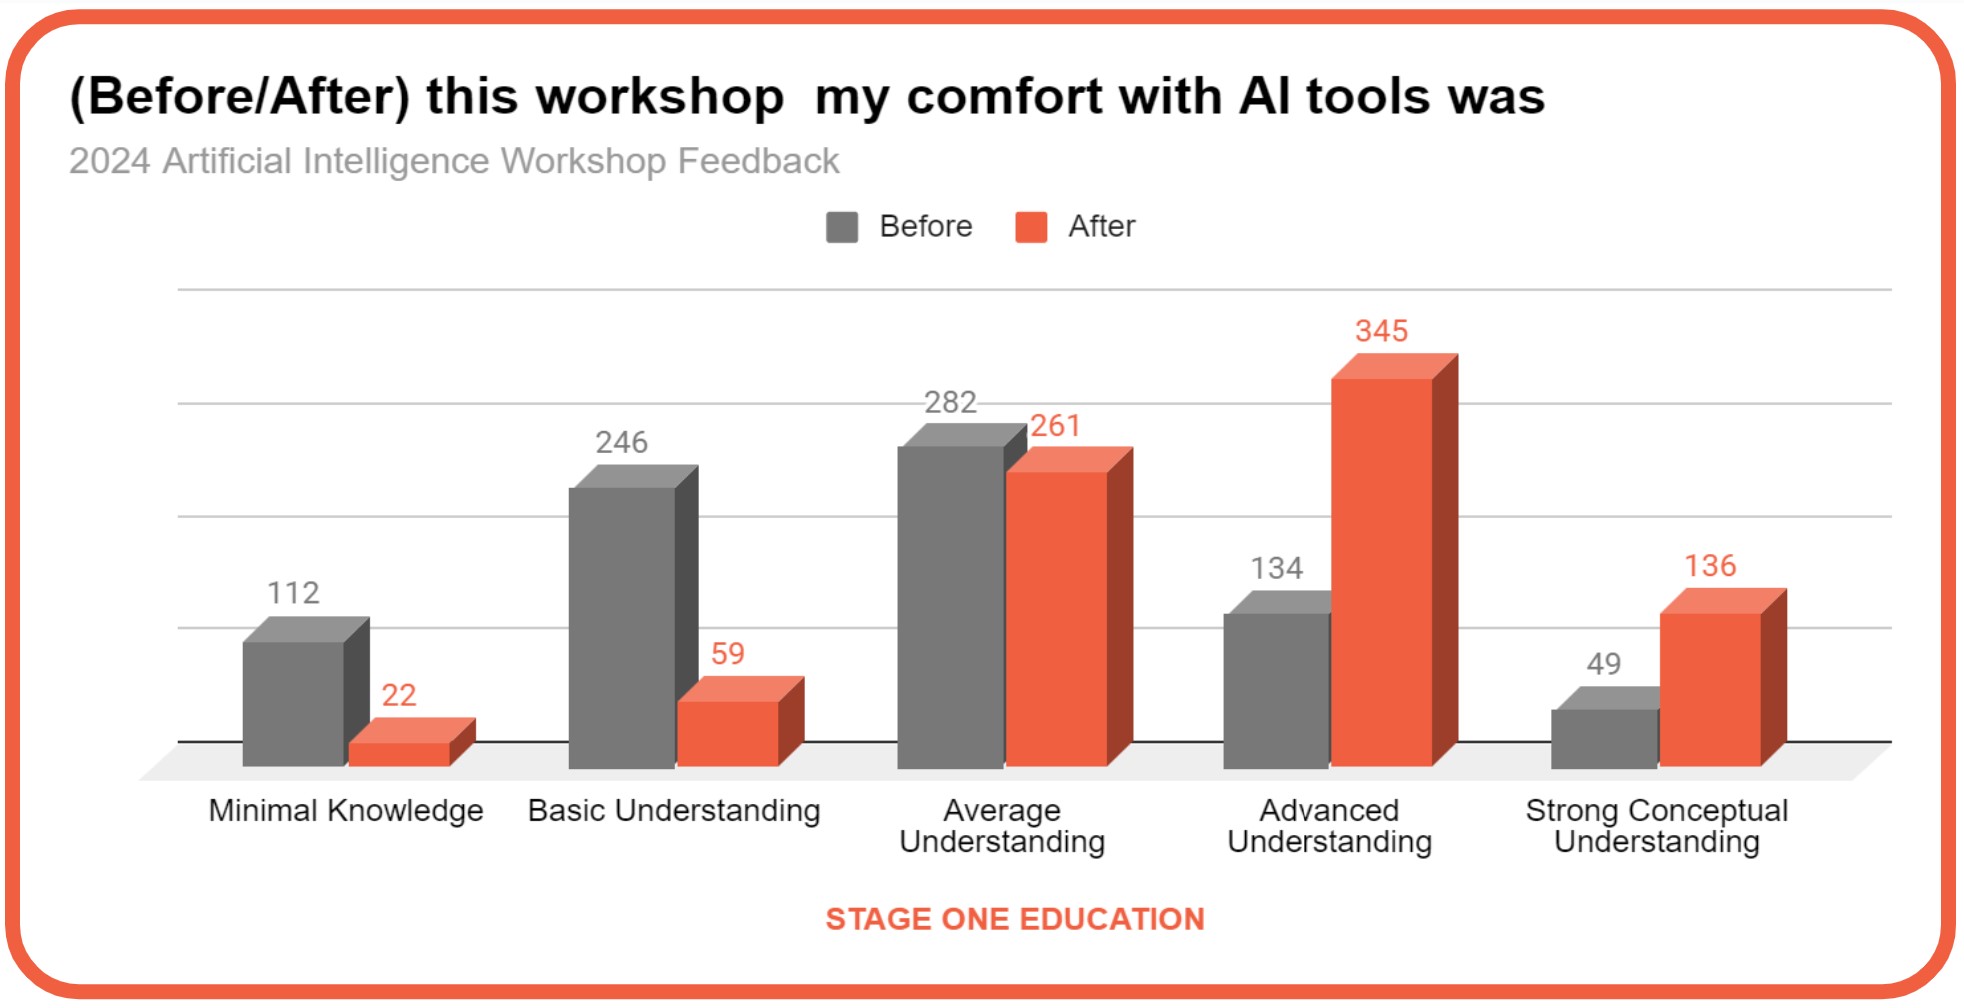 (Before/After) this workshop  my comfort with AI tools was
2024 Artificial Intelligence Workshop Feedback
Before After
112
22
246
59
282
261
134
345
49
136
Minimal Knowledge
Basic Understanding
Average
Understanding
Advanced
Understanding
Strong Conceptual
Understanding
STAGE ONE EDUCATION